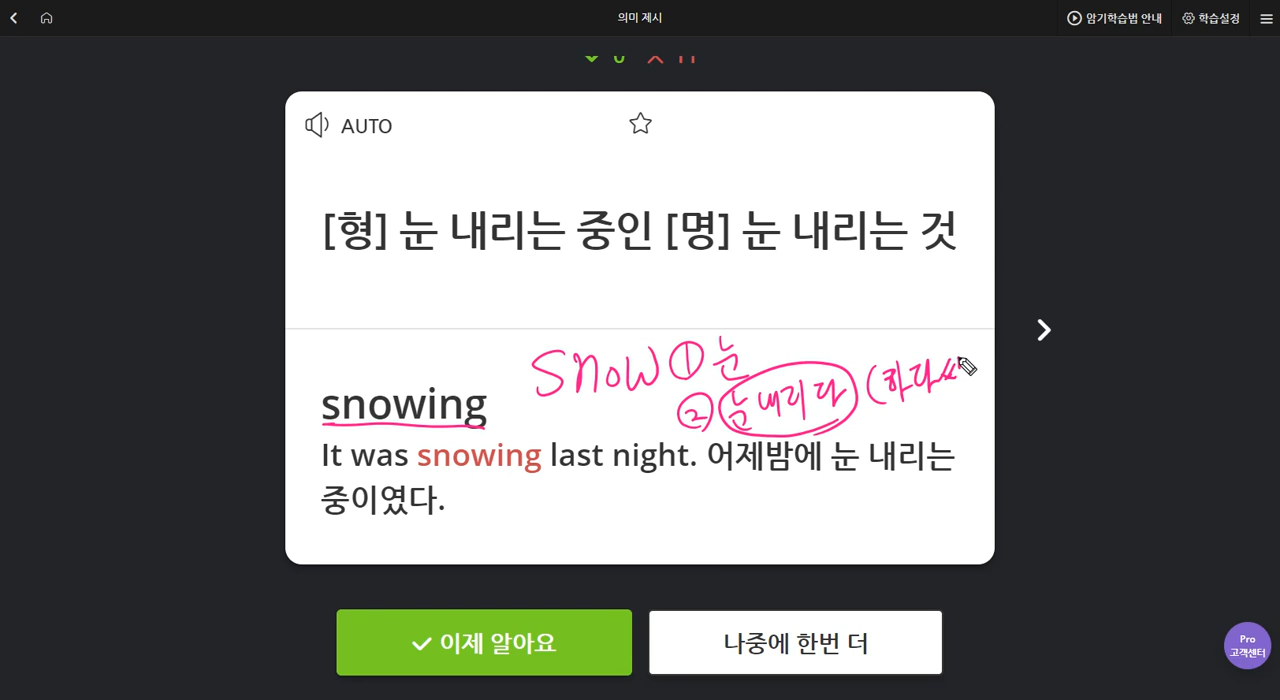 의미 제시
암기학습법 안내
학습설정
AUTO
[형] 눈 내리는 중인 [명] 눈 내리는 것
snow ① 눈
② 눈내리다 (하다
snowing
It was snowing last night. 어제밤에 눈 내리는
중이였다.
이제 알아요
나중에 한번 더
Pro
고객센터